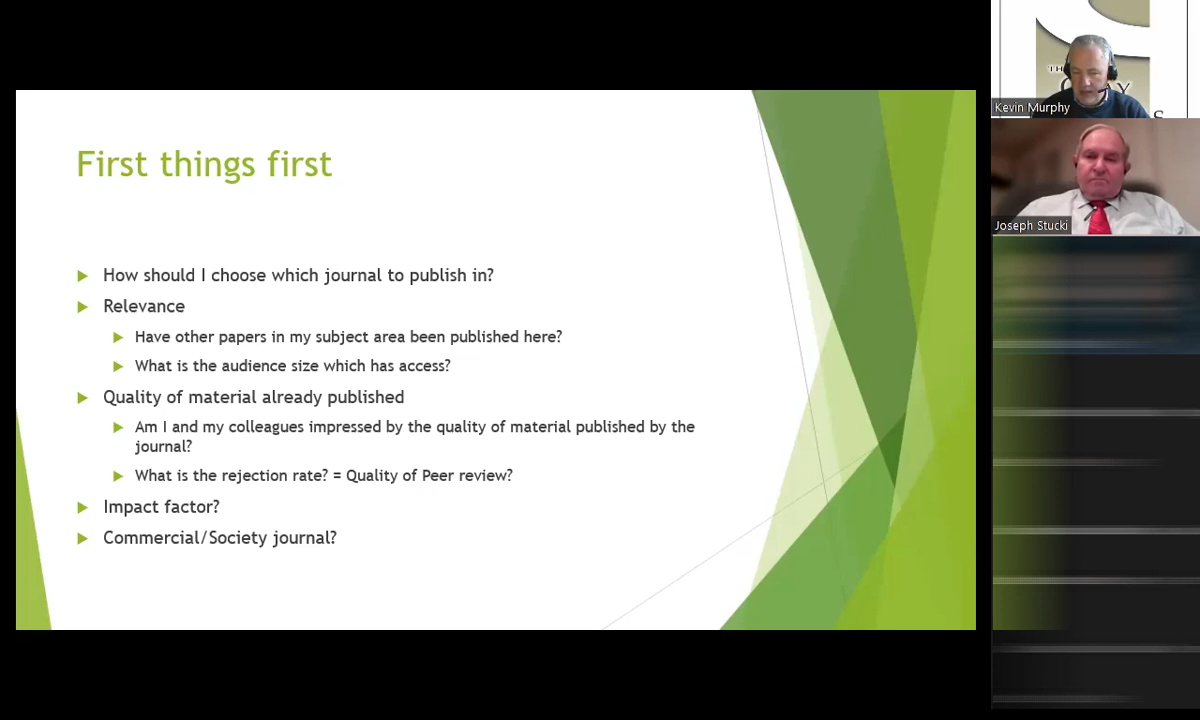 First things first
How should I choose which journal to publish in?
Relevance
Have other papers in my subject area been published here?
What is the audience size which has access?
Quality of material already published
Am I and my colleagues impressed by the quality of material published by the
journal?
What is the rejection rate? = Quality of Peer review?
Impact factor?
Commercial/Society journal?
Kevin Murphy
Joseph Stucki